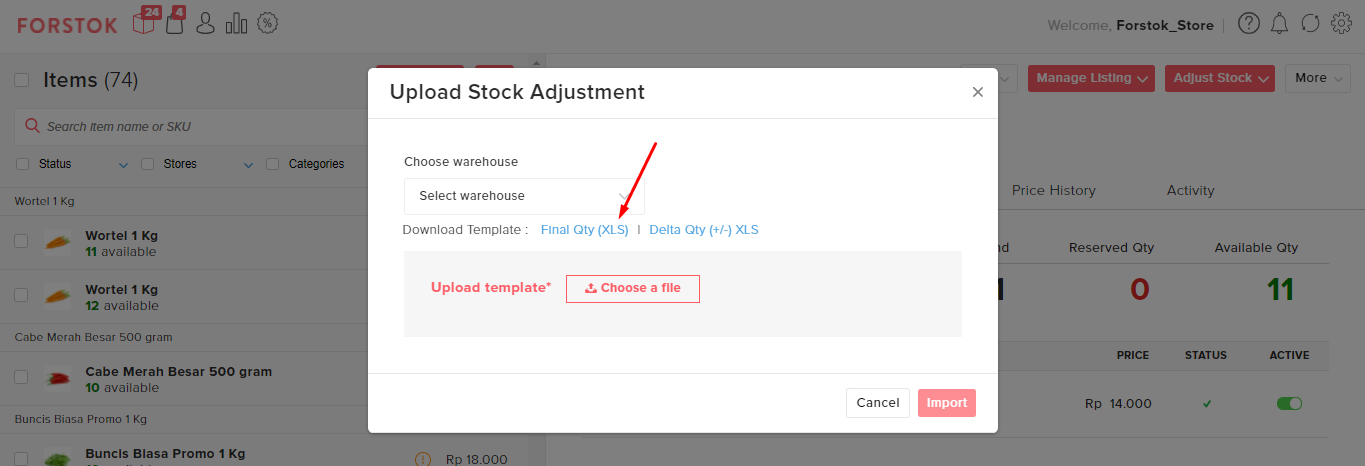 FORSTOK 24 4 Welcome, Forstok_Store
Items (74)
Manage Listing Adjust Stock More
Search Item name or SKU
Status Stores Categories
Wortel 1 Kg
Wortel 1 Kg
11 available
Wortel 1 Kg
12 available
Cabe Merah Besar 500 gram
Cabe Merah Besar 500 gram
10 available
Buncis Biasa Promo 1 Kg
Buncis Biasa Promo 1 Kg Rp 18.000
Upload Stock Adjustment
Choose warehouse
Select warehouse
Download Template : Final Qty (XLS) | Delta Qty (+/-) XLS
Upload template* Choose a file
Cancel Import
Price History Activity
Reserved Qty Available Qty
0 11
PRICE STATUS ACTIVE
Rp 14.000